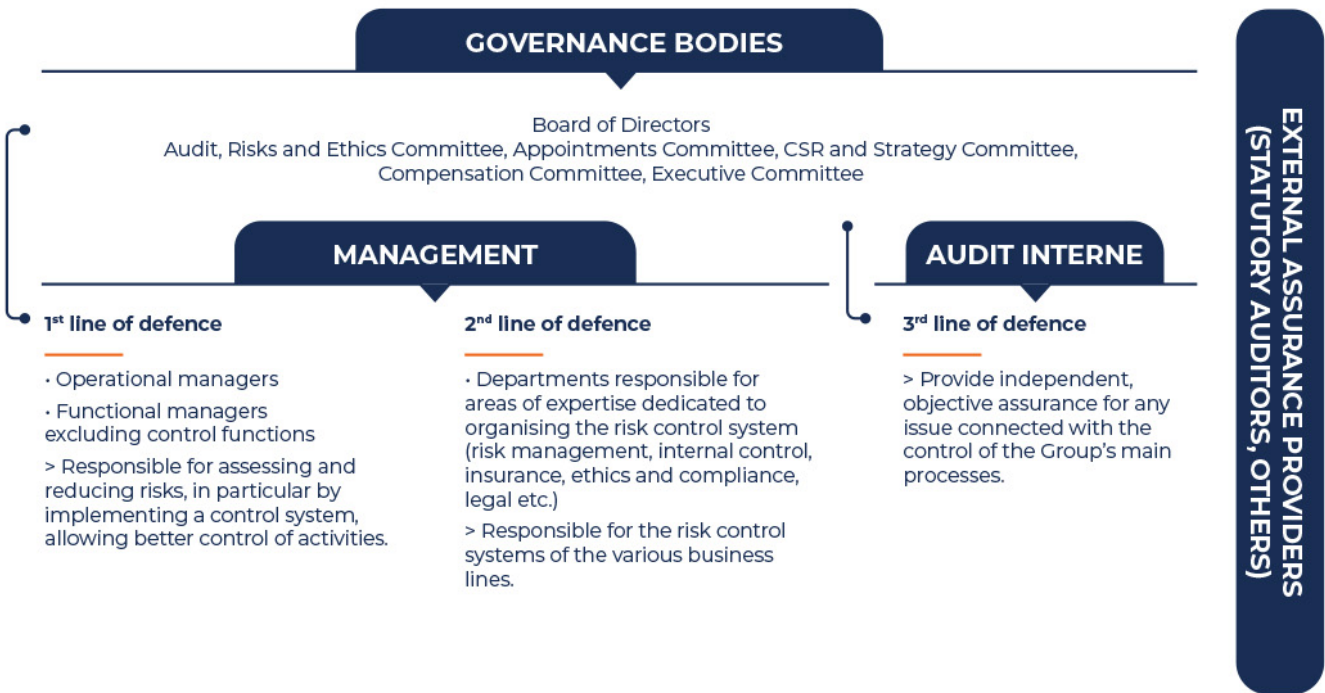 GOVERNANCE BODIES
Board of Directors
Audit, Risks and Ethics Committee, Appointments Committee, CSR and Strategy Committee,
Compensation Committee, Executive Committee
MANAGEMENT
1st line of defence
• Operational managers
• Functional managers
excluding control functions
> Responsible for assessing and
reducing risks, in particular by
implementing a control system,
allowing better control of activities.
2nd line of defence
• Departments responsible for
areas of expertise dedicated to
organising the risk control system
(risk management, internal control,
insurance, ethics and compliance,
legal etc.)
> Responsible for the risk control
systems of the various business
lines.
AUDIT INTERNE
3rd line of defence
> Provide independent,
objective assurance for any
issue connected with the
control of the Group’s main
processes.
EXTERNAL ASSURANCE PROVIDERS
(STATUTORY AUDITORS, OTHERS)